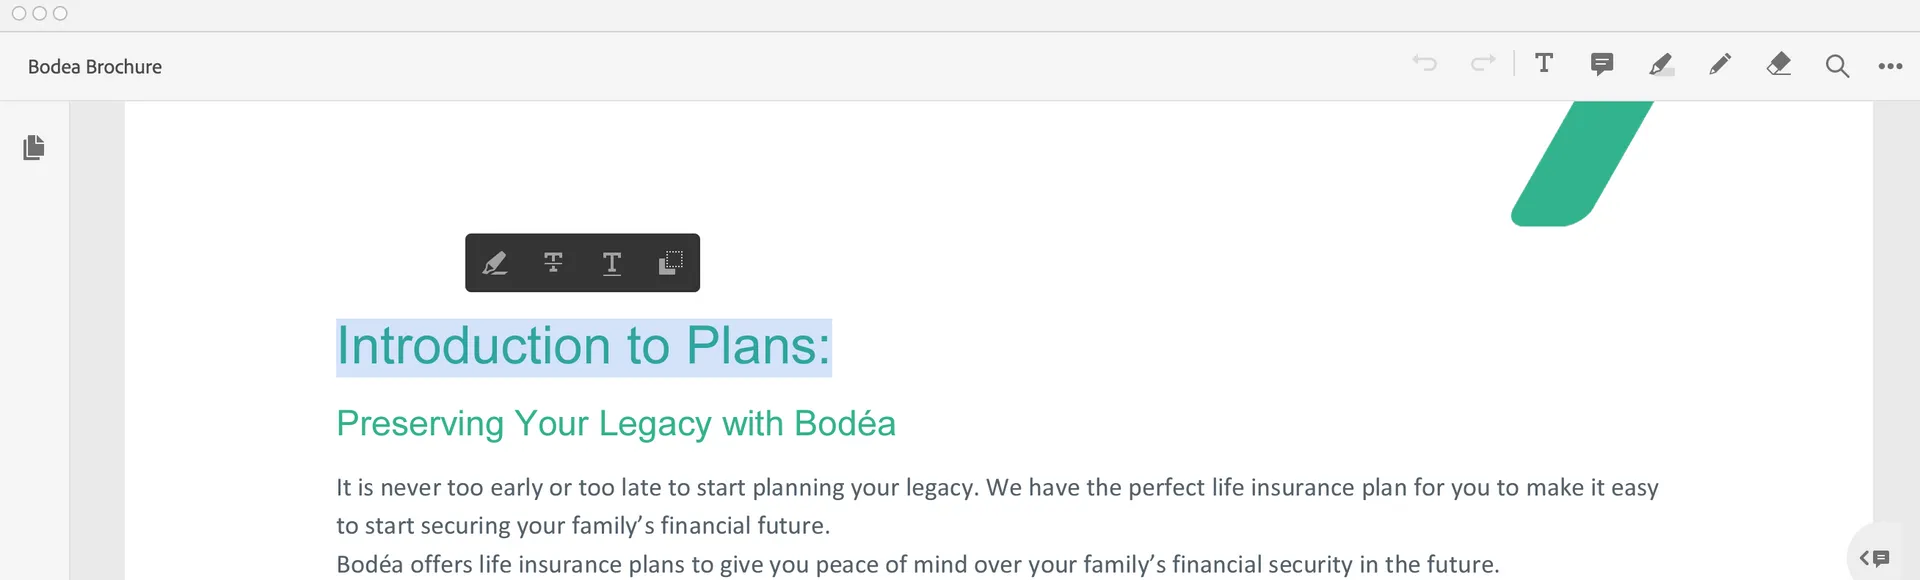 Bodea Brochure
Introduction to Plans:
Preserving Your Legacy with Bodéa
It is never too early or too late to start planning your legacy. We have the perfect life insurance plan for you to make it easy
to start securing your family’s financial future.
Bodéa offers life insurance plans to give you peace of mind over your family’s financial security in the future.